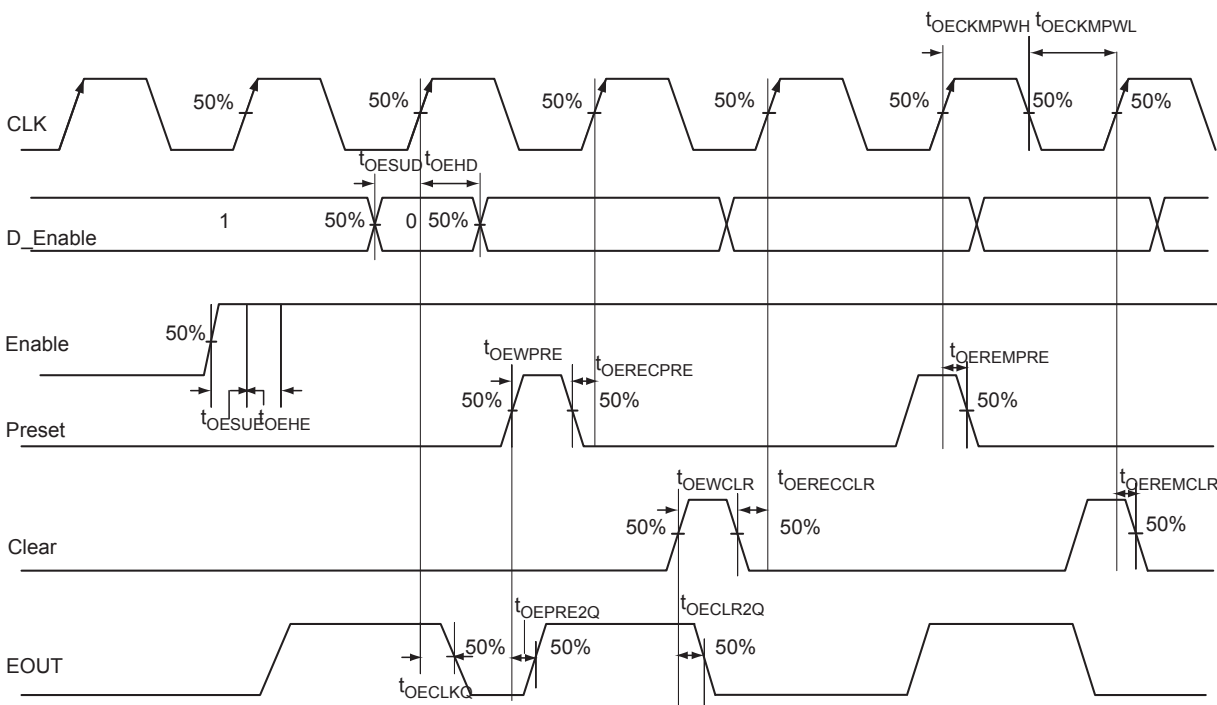 tOECKMPWH tOECKMPWL
CLK
50% 50% 50% 50% 50% 50% 50%
tOESUD tOEHD
D_Enable
1 50% 0 50%
Enable
50%
tOESUE tOEHE
tOEWPRE tOERECPRE tOEREMPRE
Preset
50% 50% 50%
tOEWCLR tOERECCLR tOEREMCLR
Clear
50% 50% 50%
tOEPRE2Q tOECLR2Q
EOUT
50% 50% 50%
tOECLKQ